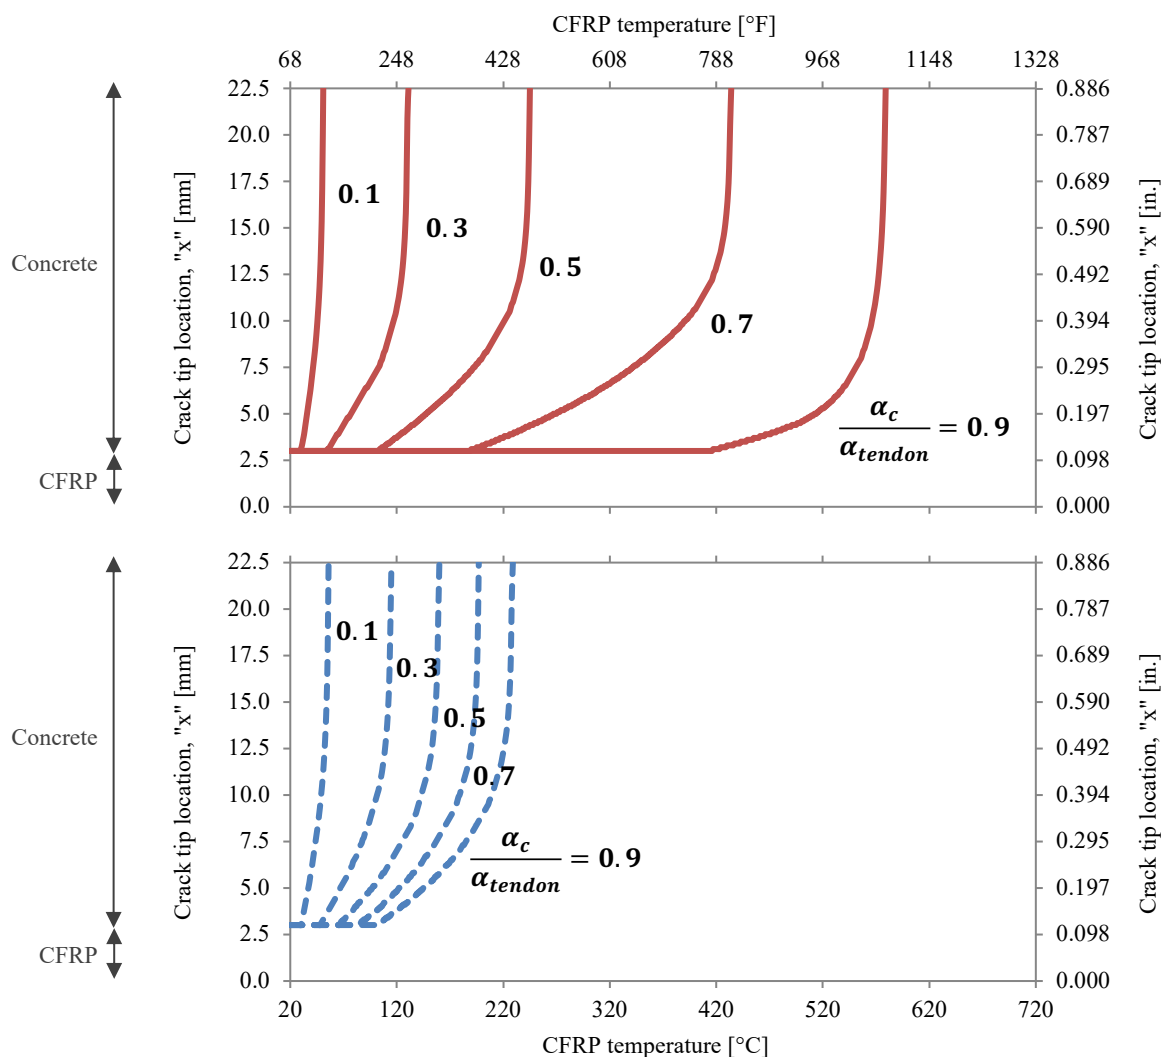 CFRP temperature [°F]
68 248 428 608 788 968 1148 1328
22.5 0.886
20.0 0.787
17.5 0.689
15.0 0.590
12.5 0.492
10.0 0.394
7.5 0.295
5.0 0.197
2.5 0.098
0.0 0.000
Concrete
CFRP
Crack tip location, "x" [mm]
Crack tip location, "x" [in.]
0.1
0.3
0.5
0.7
α_c / α_tendon = 0.9
22.5 0.886
20.0 0.787
17.5 0.689
15.0 0.590
12.5 0.492
10.0 0.394
7.5 0.295
5.0 0.197
2.5 0.098
0.0 0.000
Concrete
CFRP
Crack tip location, "x" [mm]
Crack tip location, "x" [in.]
0.1
0.3
0.5
0.7
α_c / α_tendon = 0.9
20 120 220 320 420 520 620 720
CFRP temperature [°C]